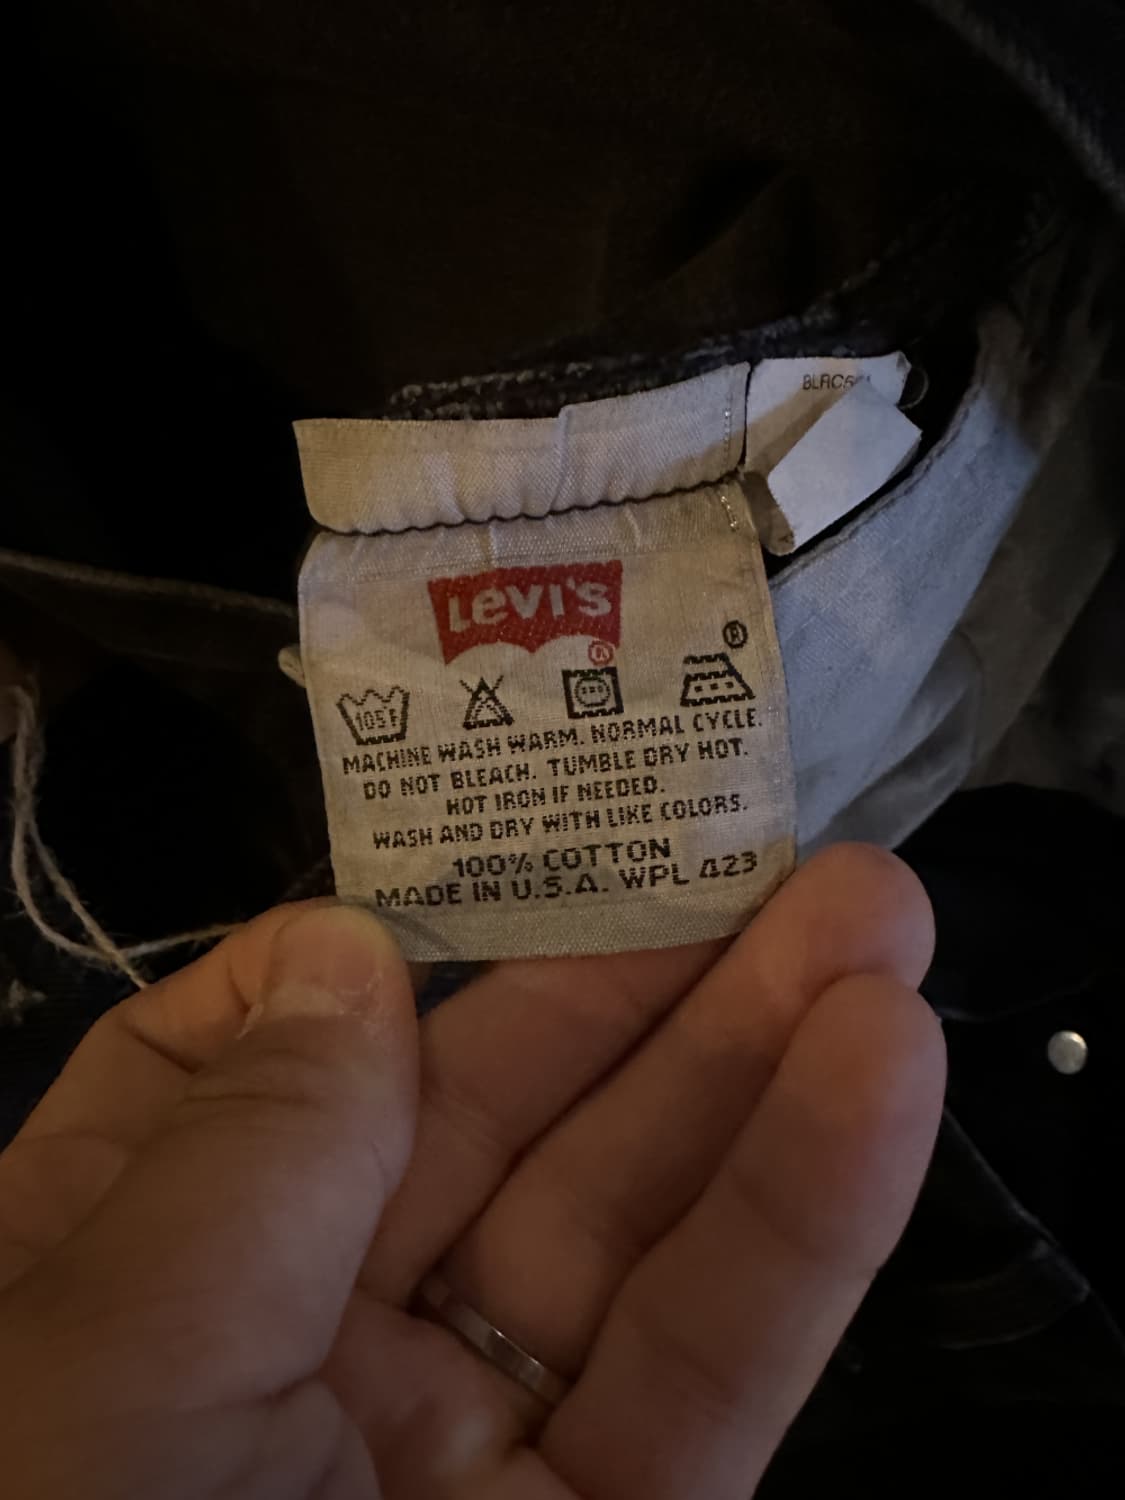 LEVI'S
®
105°F
MACHINE WASH WARM. NORMAL CYCLE.
DO NOT BLEACH. TUMBLE DRY HOT.
HOT IRON IF NEEDED.
WASH AND DRY WITH LIKE COLORS.
100% COTTON
MADE IN U.S.A. WPL 423